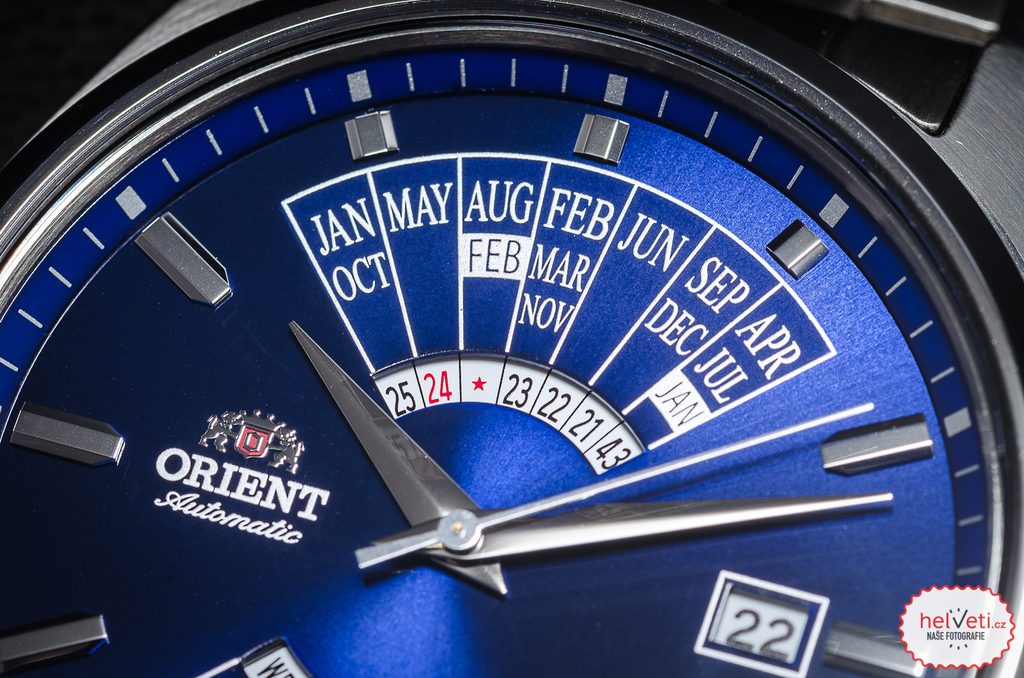 JAN MAY AUG FEB JUN SEP APR
OCT FEB MAR DEC JUL
NOV JAN
25 24 23 22 21 43
ORIENT
Automatic
22
WE
helveti.cz
NAŠE FOTOGRAFIE